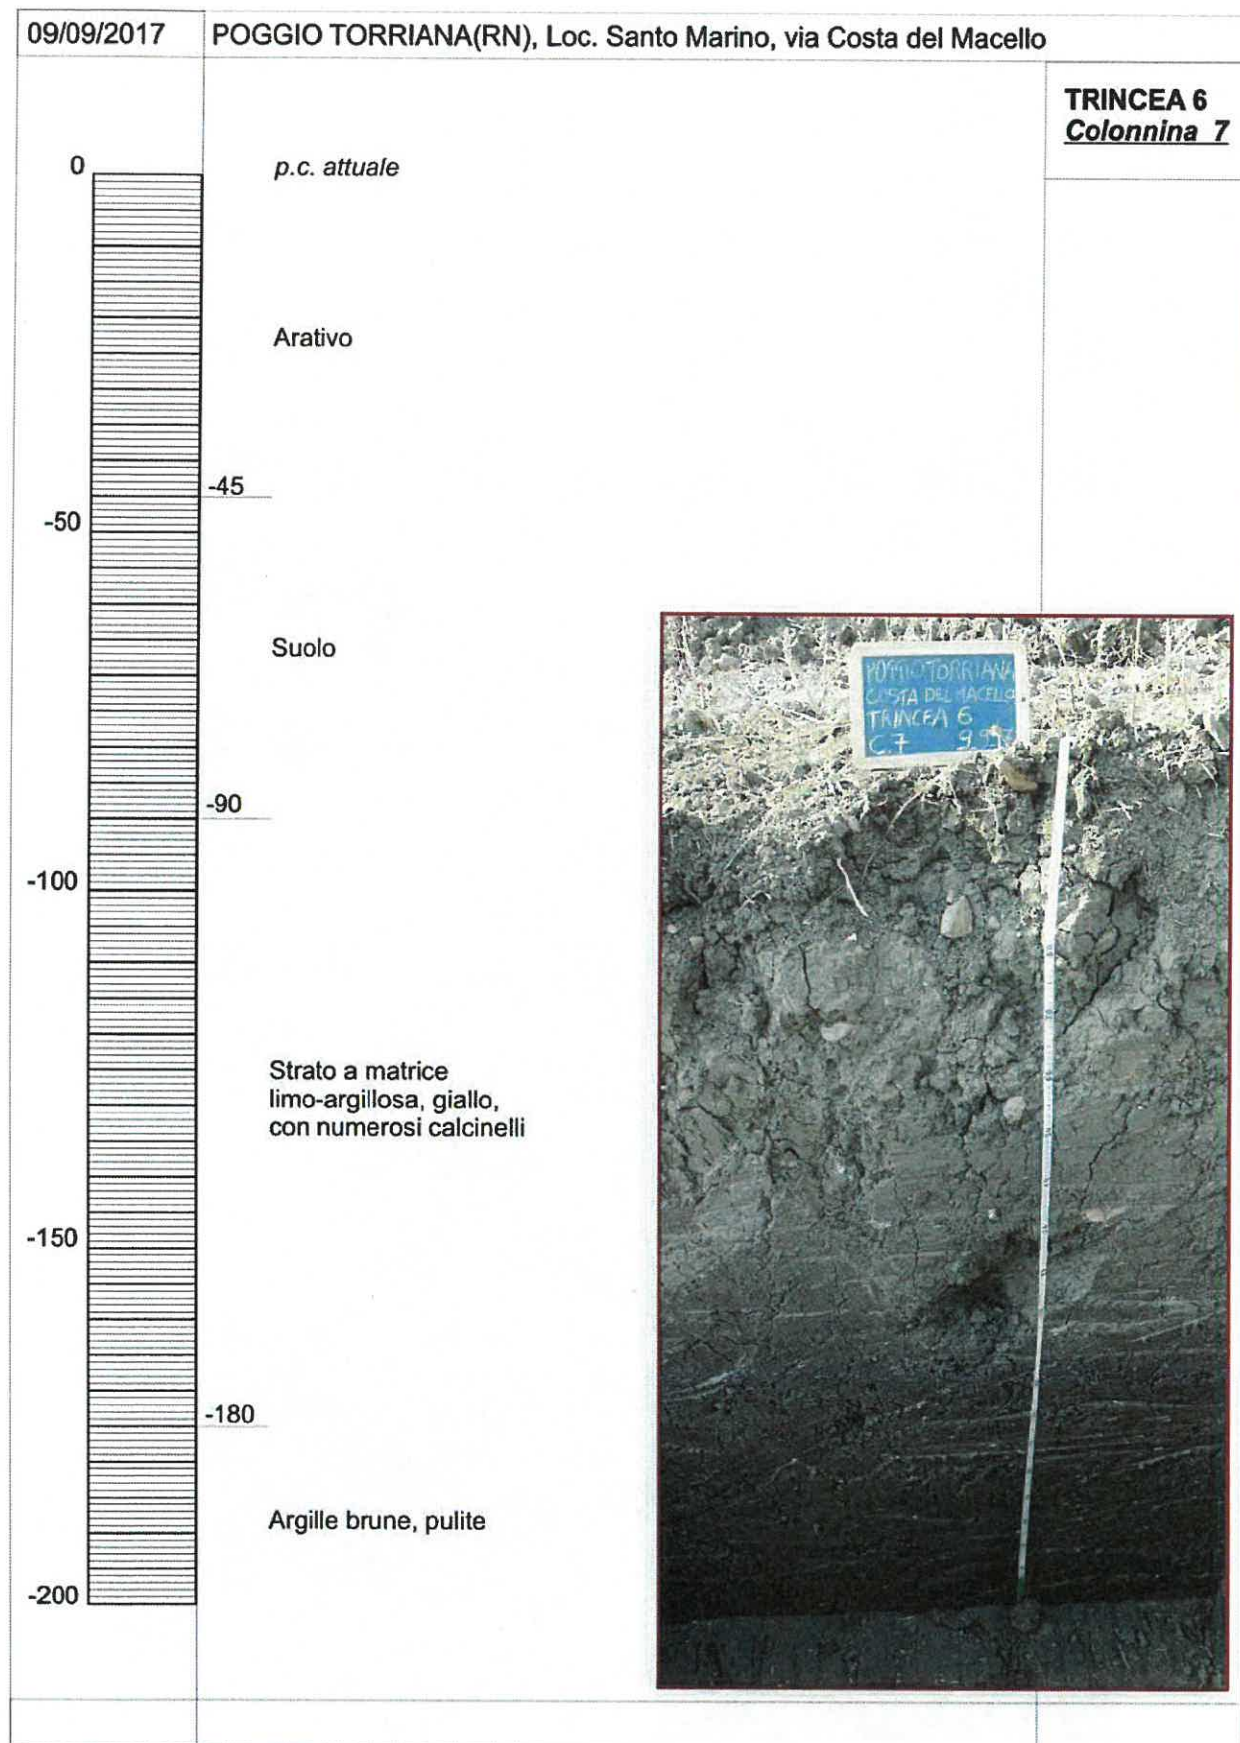 09/09/2017 POGGIO TORRIANA(RN), Loc. Santo Marino, via Costa del Macello
TRINCEA 6
Colonnina 7
0
p.c. attuale
Arativo
-45
-50
Suolo
POGGIO TORRIANA
COSTA DEL MACELLO
TRINCEA 6
C.7
-90
-100
Strato a matrice
limo-argillosa, giallo,
con numerosi calcinelli
-150
-180
Argille brune, pulite
-200